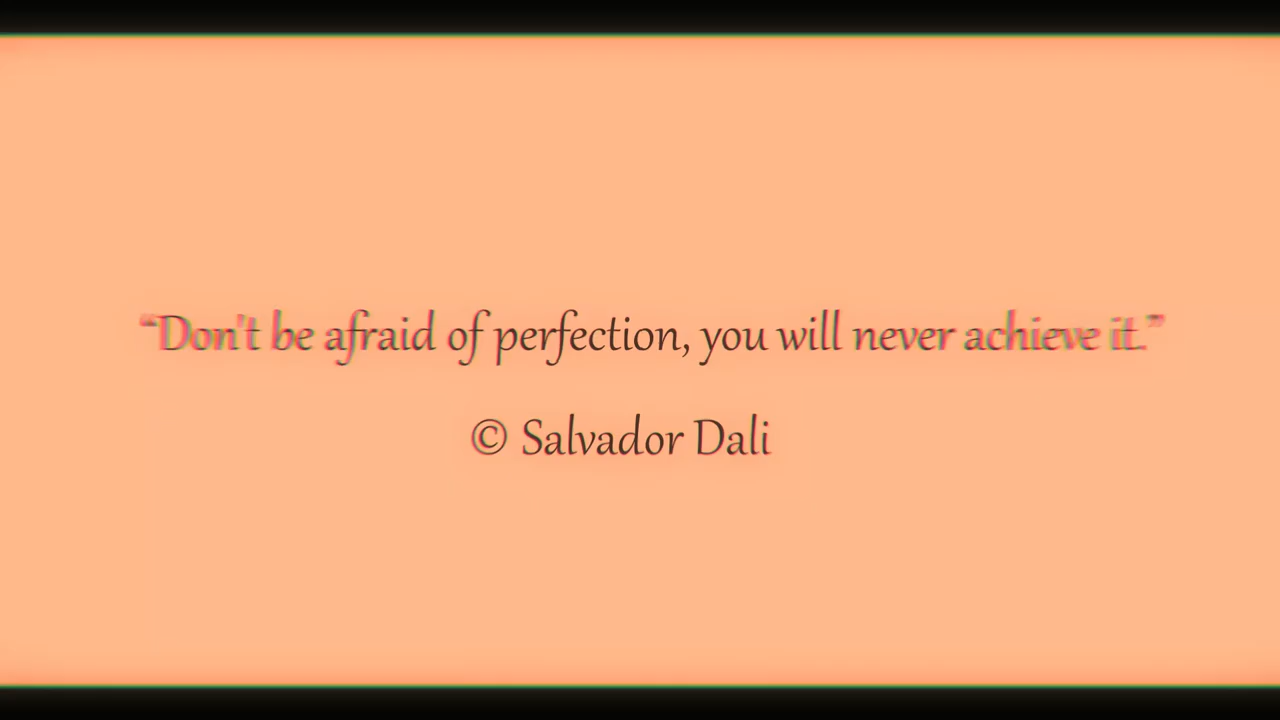 “Don't be afraid of perfection, you will never achieve it.”
© Salvador Dali